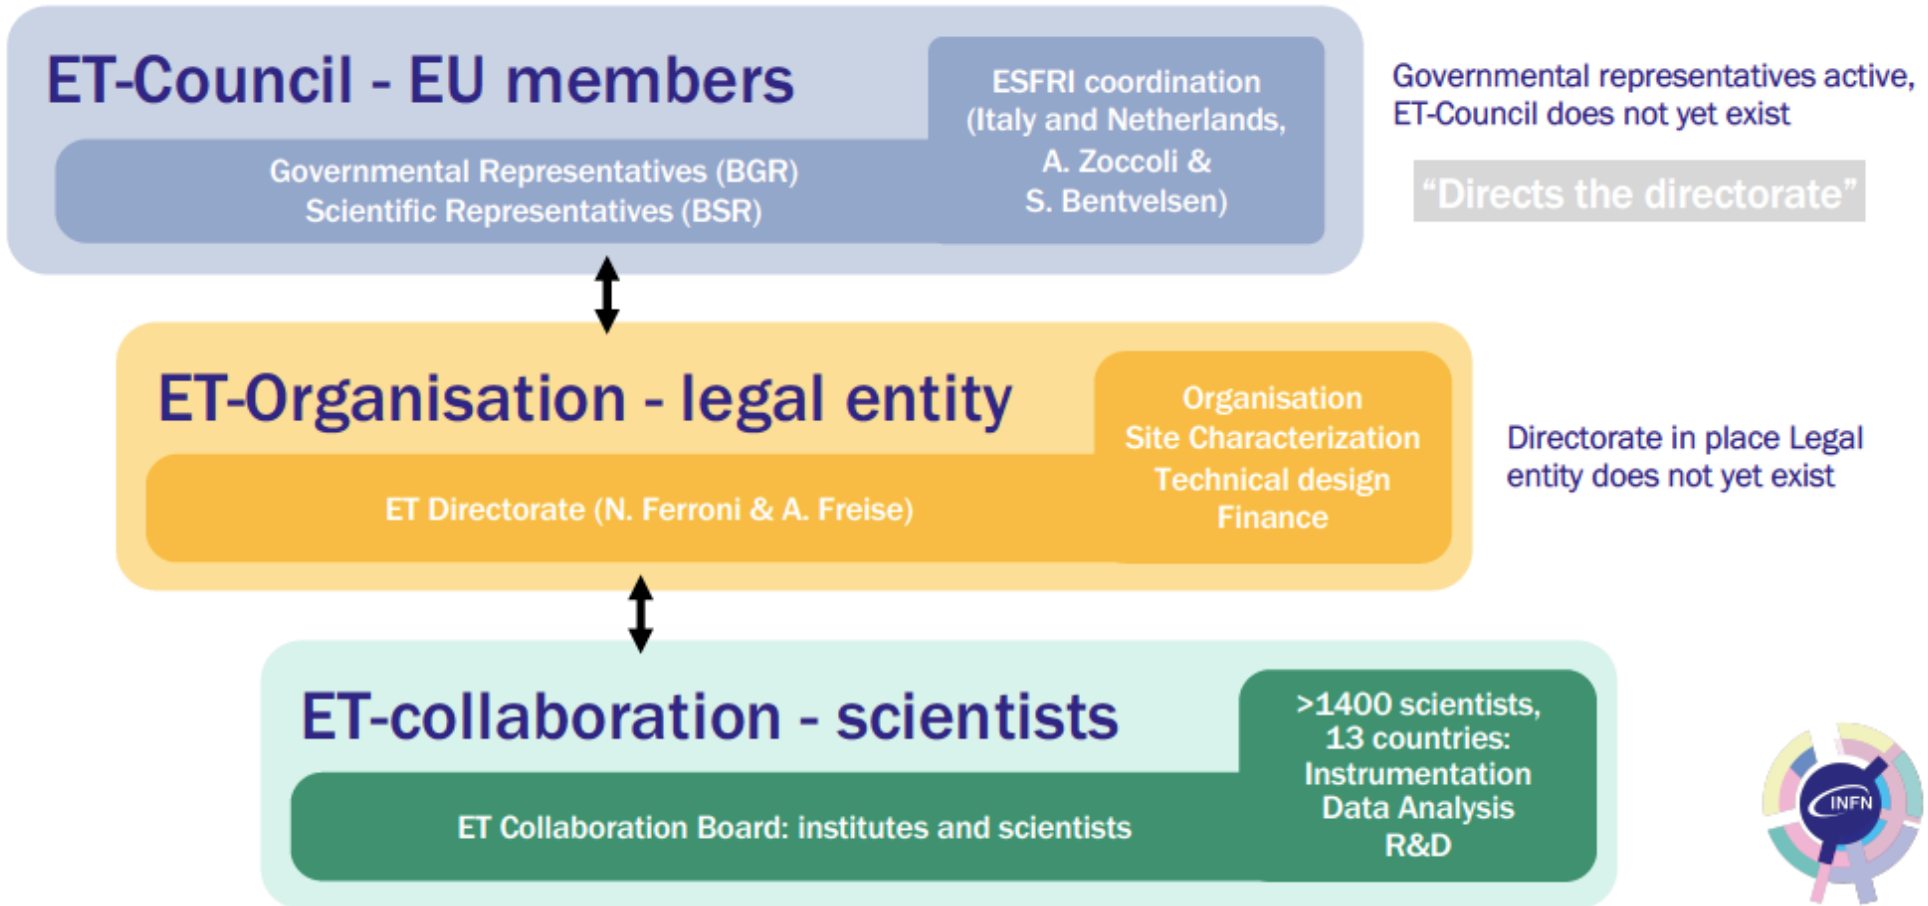 ET-Council - EU members
ESFRI coordination
(Italy and Netherlands,
A. Zoccoli &
S. Bentvelsen)
Governmental Representatives (BGR)
Scientific Representatives (BSR)
Governmental representatives active,
ET-Council does not yet exist
“Directs the directorate”
ET-Organisation - legal entity
Organisation
Site Characterization
Technical design
Finance
ET Directorate (N. Ferroni & A. Freise)
Directorate in place Legal
entity does not yet exist
ET-collaboration - scientists
>1400 scientists,
13 countries:
Instrumentation
Data Analysis
R&D
ET Collaboration Board: institutes and scientists
INFN